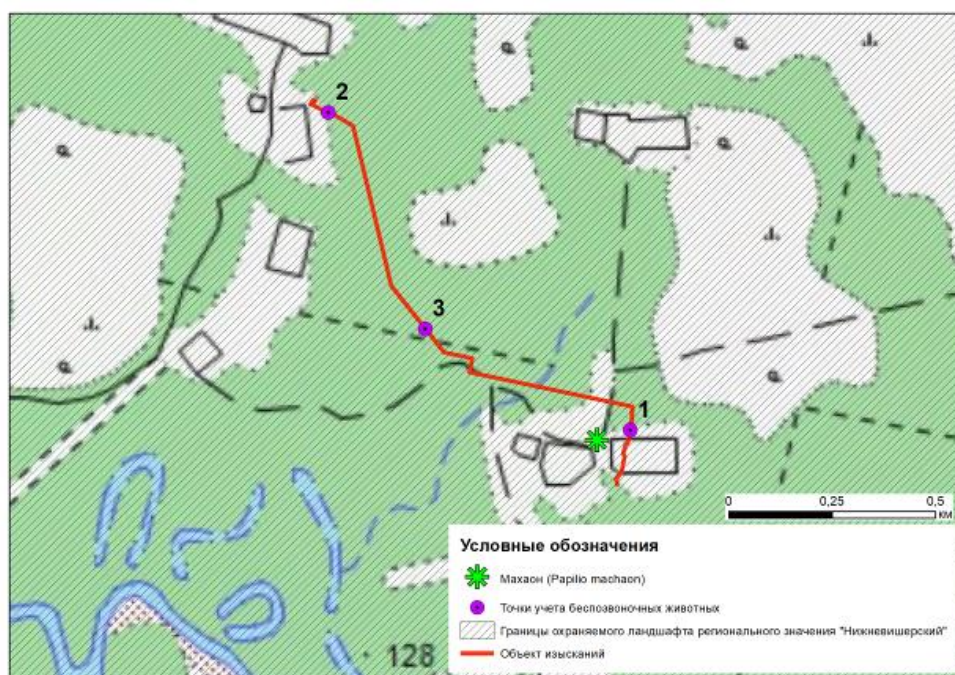 2
3
1
0 0,25 0,5
км
128
Условные обозначения
Махаон (Papilio machaon)
Точки учета беспозвоночных животных
Границы охраняемого ландшафта регионального значения "Нижневишерский"
Объект изысканий